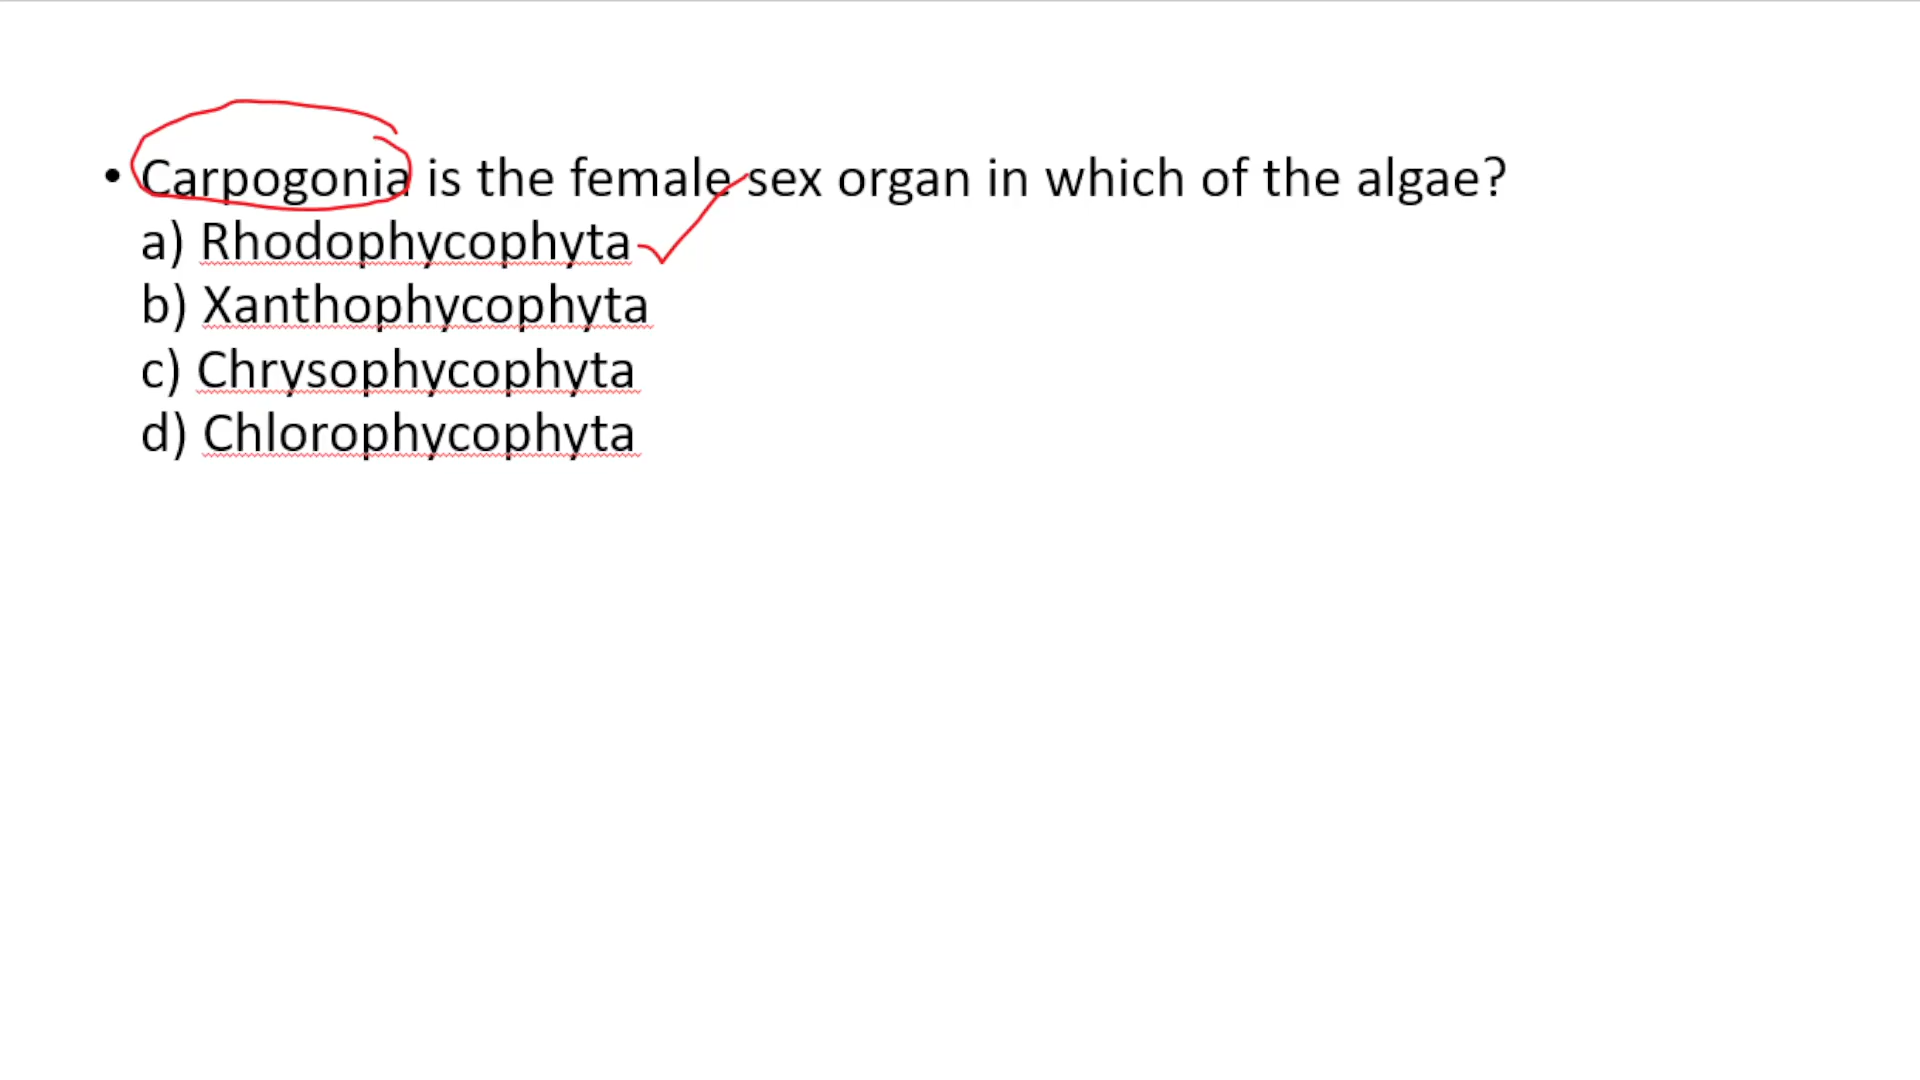 • Carpogonia is the female sex organ in which of the algae?
a) Rhodophycophyta
b) Xanthophycophyta
c) Chrysophycophyta
d) Chlorophycophyta